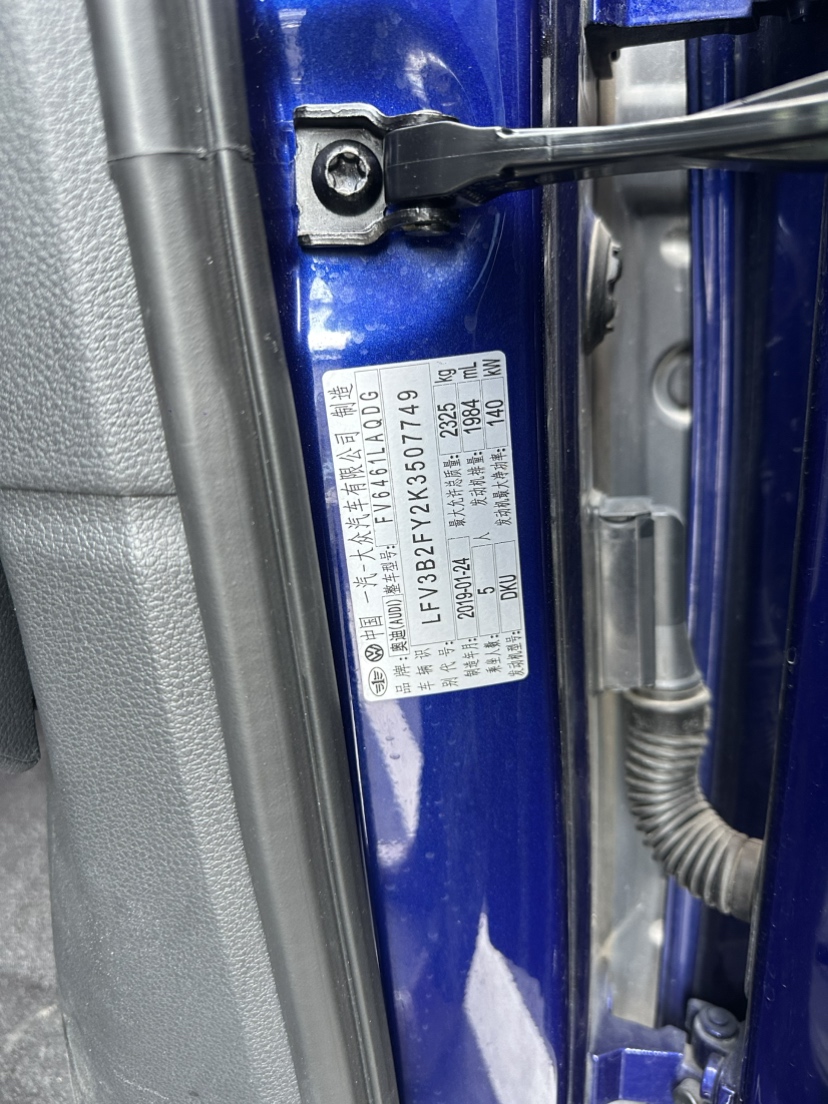 中国 一汽-大众汽车有限公司 制造
品牌:奥迪(AUDI) 整车型号: FV6461LAQDG
车辆识别代号: LFV3B2FY2K3507749
制造年月: 2019-01-24 最大允许总质量: 2325 kg
乘坐人数: 5 人 发动机排量: 1984 mL
发动机型号: DKU 发动机最大净功率: 140 kW